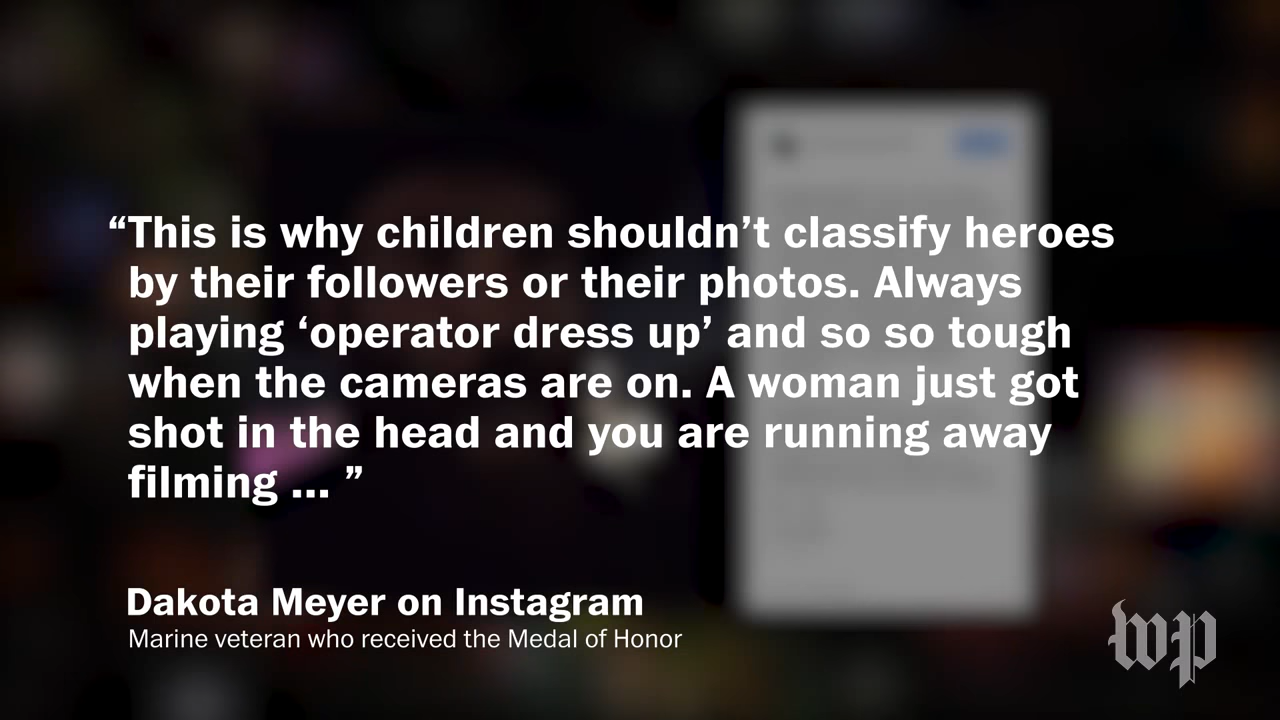 “This is why children shouldn’t classify heroes
by their followers or their photos. Always
playing ‘operator dress up’ and so so tough
when the cameras are on. A woman just got
shot in the head and you are running away
filming ... ”
Dakota Meyer on Instagram
Marine veteran who received the Medal of Honor
wp